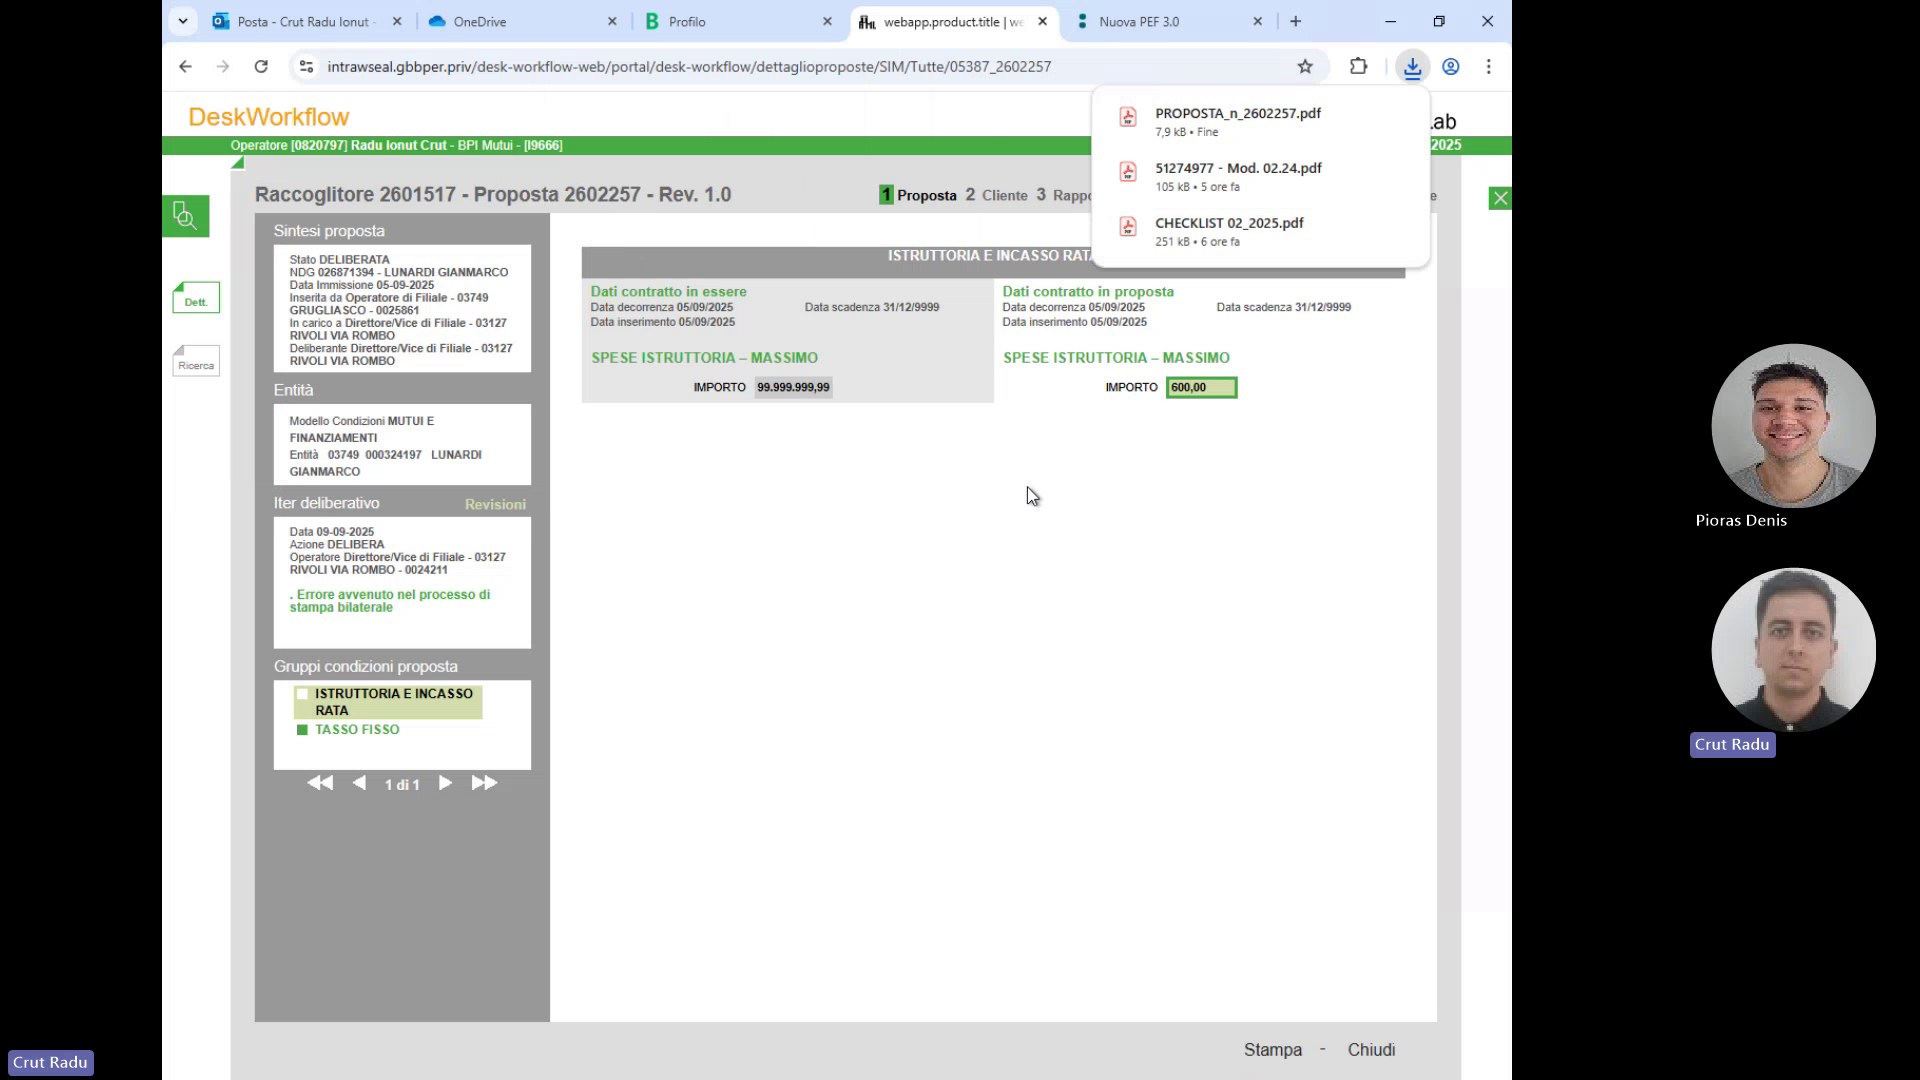 Posta - Crut Radu Ionut -
OneDrive
Profilo
webapp.product.title | we
Nuova PEF 3.0
intrawseal.gbbper.priv/desk-workflow-web/portal/desk-workflow/dettaglioproposte/SIM/Tutte/05387_2602257
PROPOSTA_n_2602257.pdf
7,9 kB • Fine
51274977 - Mod. 02.24.pdf
105 kB • 5 ore fa
CHECKLIST 02_2025.pdf
251 kB • 6 ore fa
DeskWorkflow
ab
Operatore [0820797] Radu Ionut Crut - BPI Mutui - [I9666]
2025
Raccoglitore 2601517 - Proposta 2602257 - Rev. 1.0
1 Proposta 2 Cliente 3 Rappo
e
Dett.
Ricerca
Sintesi proposta
Stato DELIBERATA
NDG 026871394 - LUNARDI GIANMARCO
Data Immissione 05-09-2025
Inserita da Operatore di Filiale - 03749
GRUGLIASCO - 0025861
In carico a Direttore/Vice di Filiale - 03127
RIVOLI VIA ROMBO
Deliberante Direttore/Vice di Filiale - 03127
RIVOLI VIA ROMBO
Entità
Modello Condizioni MUTUI E
FINANZIAMENTI
Entità 03749 000324197 LUNARDI
GIANMARCO
Iter deliberativo Revisioni
Data 09-09-2025
Azione DELIBERA
Operatore Direttore/Vice di Filiale - 03127
RIVOLI VIA ROMBO - 0024211
. Errore avvenuto nel processo di
stampa bilaterale
Gruppi condizioni proposta
ISTRUTTORIA E INCASSO
RATA
TASSO FISSO
1 di 1
ISTRUTTORIA E INCASSO RATA
Dati contratto in essere
Data decorrenza 05/09/2025 Data scadenza 31/12/9999
Data inserimento 05/09/2025
SPESE ISTRUTTORIA – MASSIMO
IMPORTO 99.999.999,99
Dati contratto in proposta
Data decorrenza 05/09/2025 Data scadenza 31/12/9999
Data inserimento 05/09/2025
SPESE ISTRUTTORIA – MASSIMO
IMPORTO 600,00
Stampa - Chiudi
Pioras Denis
Crut Radu
Crut Radu